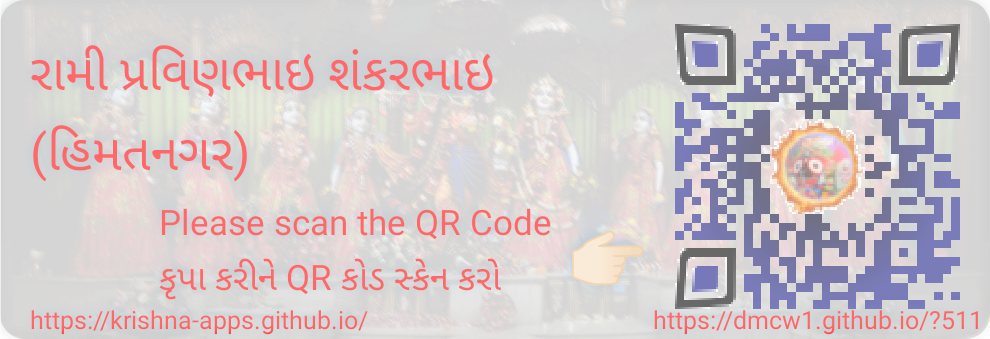 રામી પ્રવિણભાઇ શંકરભાઇ
(હિમતનગર)
Please scan the QR Code
કૃપા કરીને QR કોડ સ્કેન કરો
https://krishna-apps.github.io/
https://dmcw1.github.io/?511